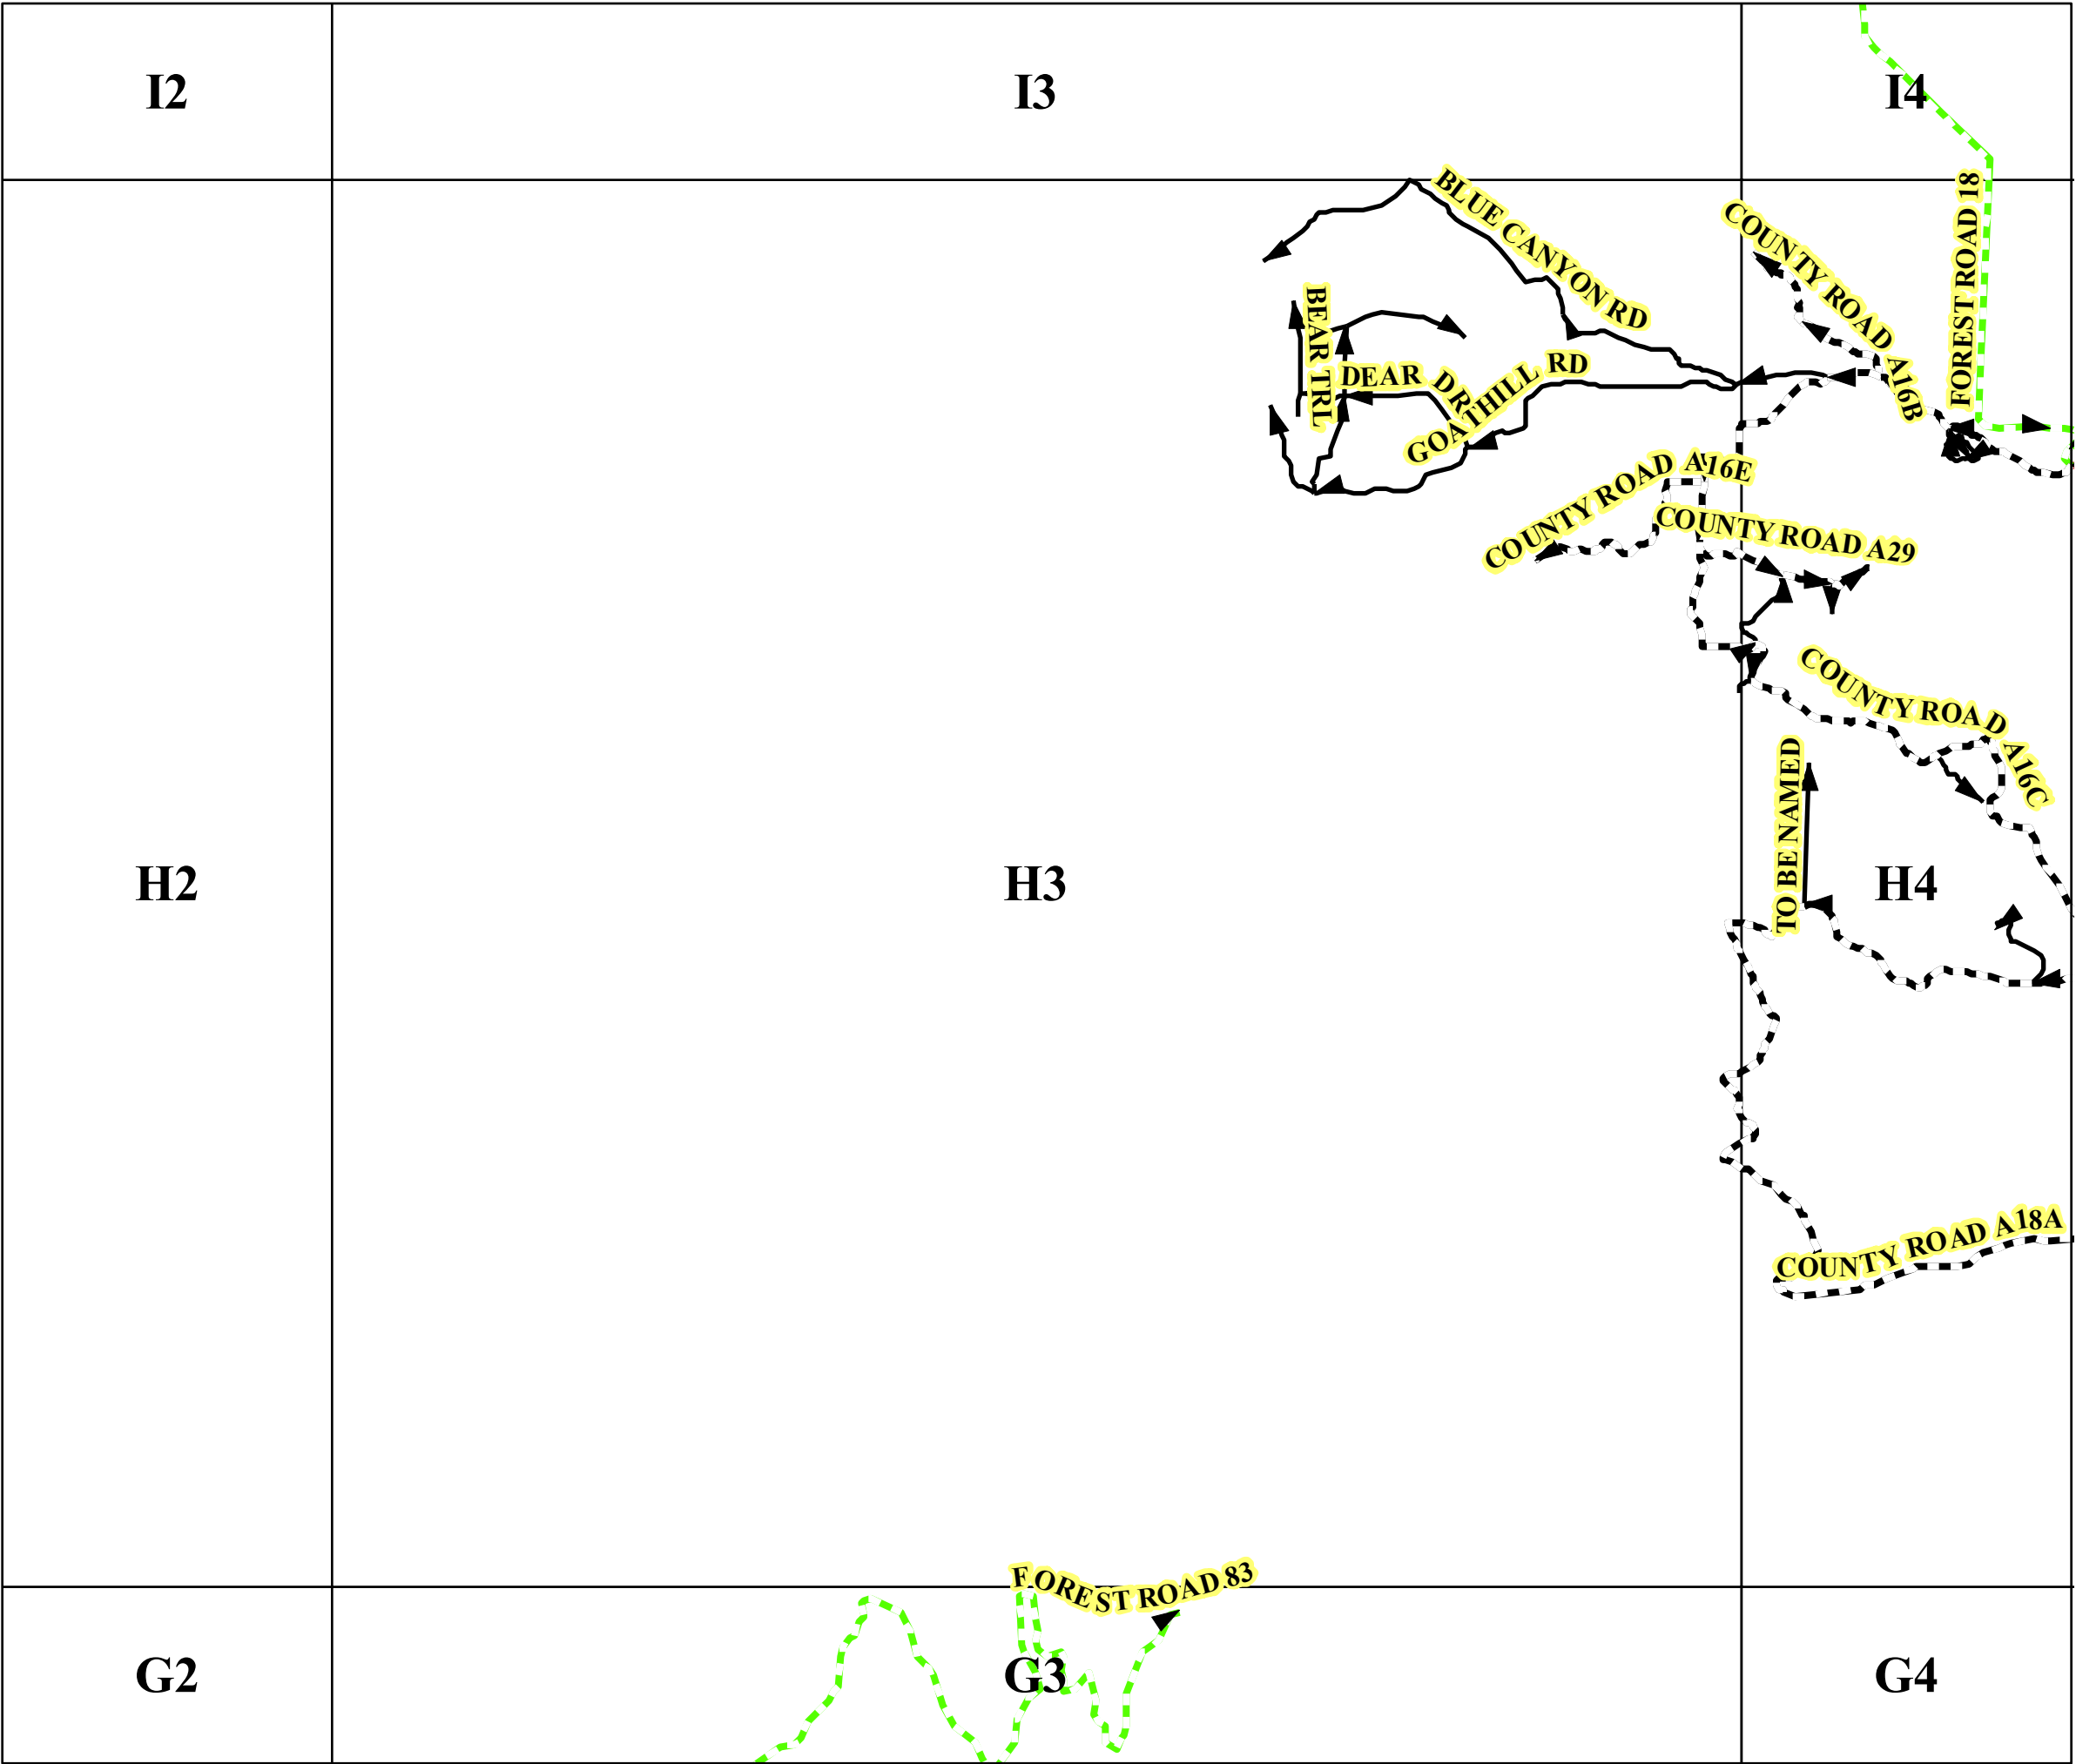 I2
I3
I4
BLUE CANYON RD
COUNTY ROAD A16B
FOREST ROAD 18
BEAR TRL
DEAR DR
GOATHILL RD
COUNTY ROAD A16E
COUNTY ROAD A29
COUNTY ROAD A16C
TO BE NAMED
H2
H3
H4
COUNTY ROAD A18A
FOREST ROAD 83
G2
G3
G4